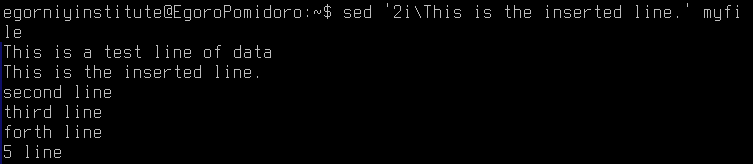 egorniyinstitute@EgoroPomidoro:~$ sed '2i\This is the inserted line.' myfi
le
This is a test line of data
This is the inserted line.
second line
third line
forth line
5 line